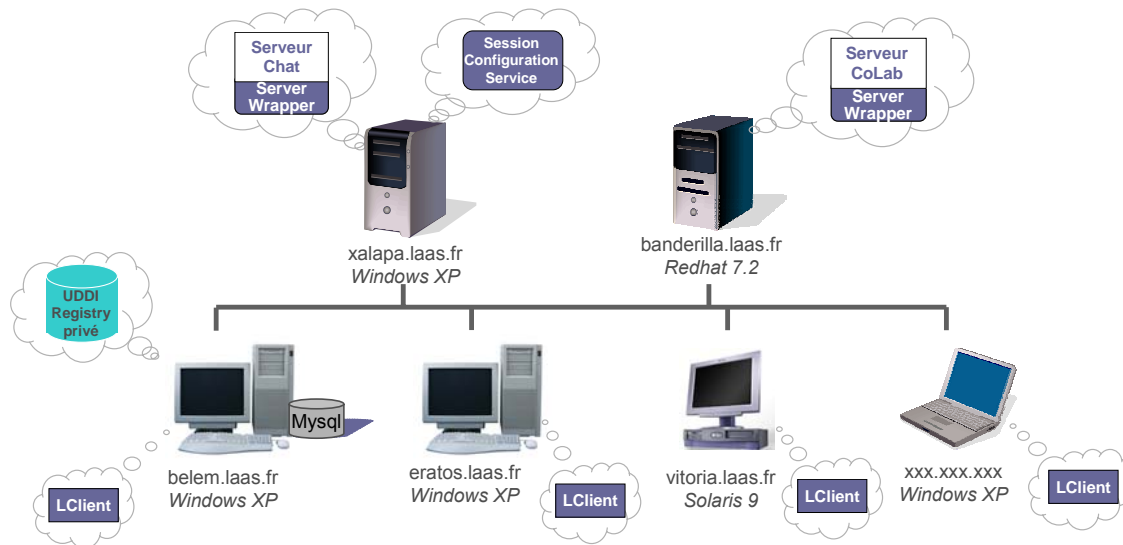 Serveur
Chat
Server
Wrapper
Session
Configuration
Service
Serveur
CoLab
Server
Wrapper
xalapa.laas.fr
Windows XP
banderilla.laas.fr
Redhat 7.2
UDDI
Registry
privé
Mysql
belem.laas.fr
Windows XP
eratos.laas.fr
Windows XP
vitoria.laas.fr
Solaris 9
xxx.xxx.xxx
Windows XP
LClient
LClient
LClient
LClient